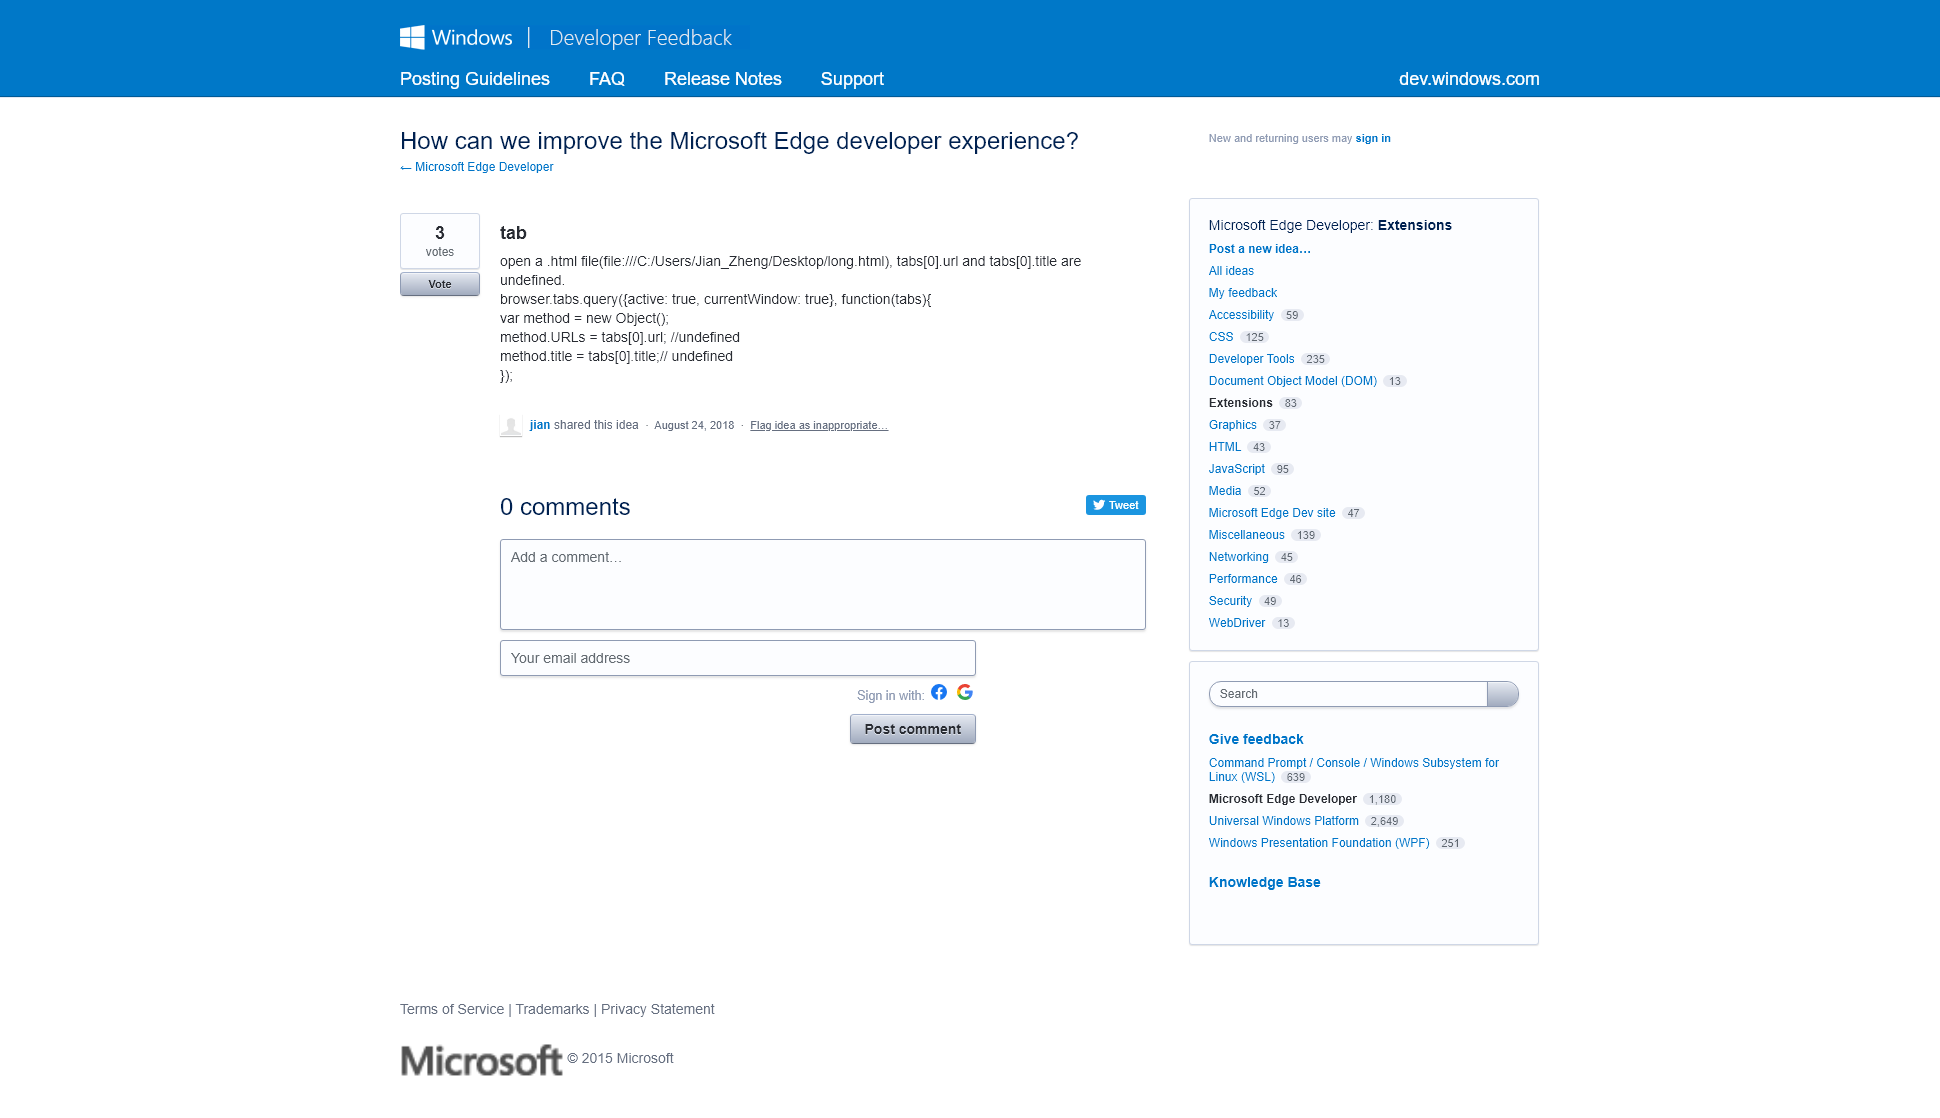 Windows | Developer Feedback
Posting Guidelines FAQ Release Notes Support dev.windows.com
How can we improve the Microsoft Edge developer experience?
← Microsoft Edge Developer
New and returning users may sign in
3
votes
Vote
tab
open a .html file(file:///C:/Users/Jian_Zheng/Desktop/long.html), tabs[0].url and tabs[0].title are
undefined.
browser.tabs.query({active: true, currentWindow: true}, function(tabs){
var method = new Object();
method.URLs = tabs[0].url; //undefined
method.title = tabs[0].title;// undefined
});
jian shared this idea · August 24, 2018 · Flag idea as inappropriate…
0 comments
Tweet
Add a comment…
Your email address
Sign in with:
Post comment
Microsoft Edge Developer: Extensions
Post a new idea…
All ideas
My feedback
Accessibility 59
CSS 125
Developer Tools 235
Document Object Model (DOM) 13
Extensions 83
Graphics 37
HTML 43
JavaScript 95
Media 52
Microsoft Edge Dev site 47
Miscellaneous 139
Networking 45
Performance 46
Security 49
WebDriver 13
Search
Give feedback
Command Prompt / Console / Windows Subsystem for
Linux (WSL) 639
Microsoft Edge Developer 1,180
Universal Windows Platform 2,649
Windows Presentation Foundation (WPF) 251
Knowledge Base
Terms of Service | Trademarks | Privacy Statement
Microsoft © 2015 Microsoft